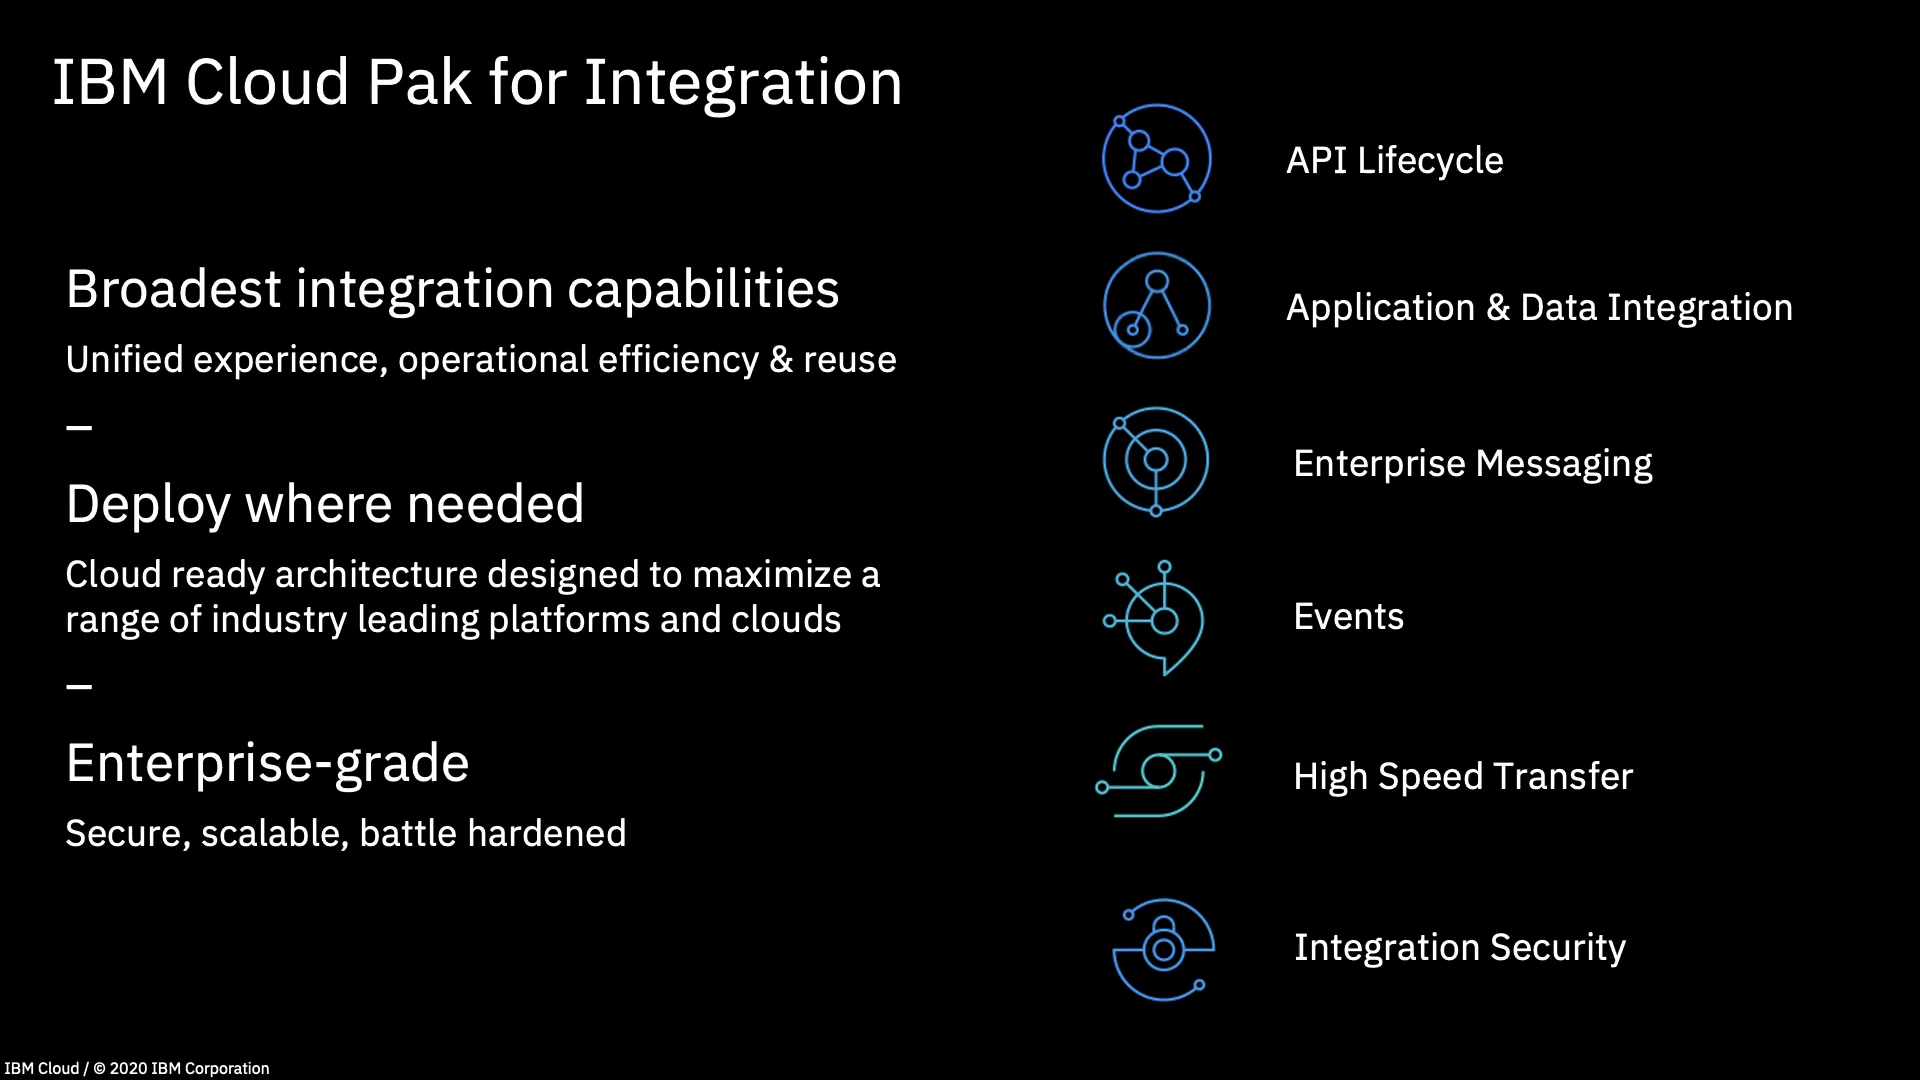 IBM Cloud Pak for Integration
Broadest integration capabilities
Unified experience, operational efficiency & reuse
–
Deploy where needed
Cloud ready architecture designed to maximize a
range of industry leading platforms and clouds
–
Enterprise-grade
Secure, scalable, battle hardened
API Lifecycle
Application & Data Integration
Enterprise Messaging
Events
High Speed Transfer
Integration Security
IBM Cloud / © 2020 IBM Corporation